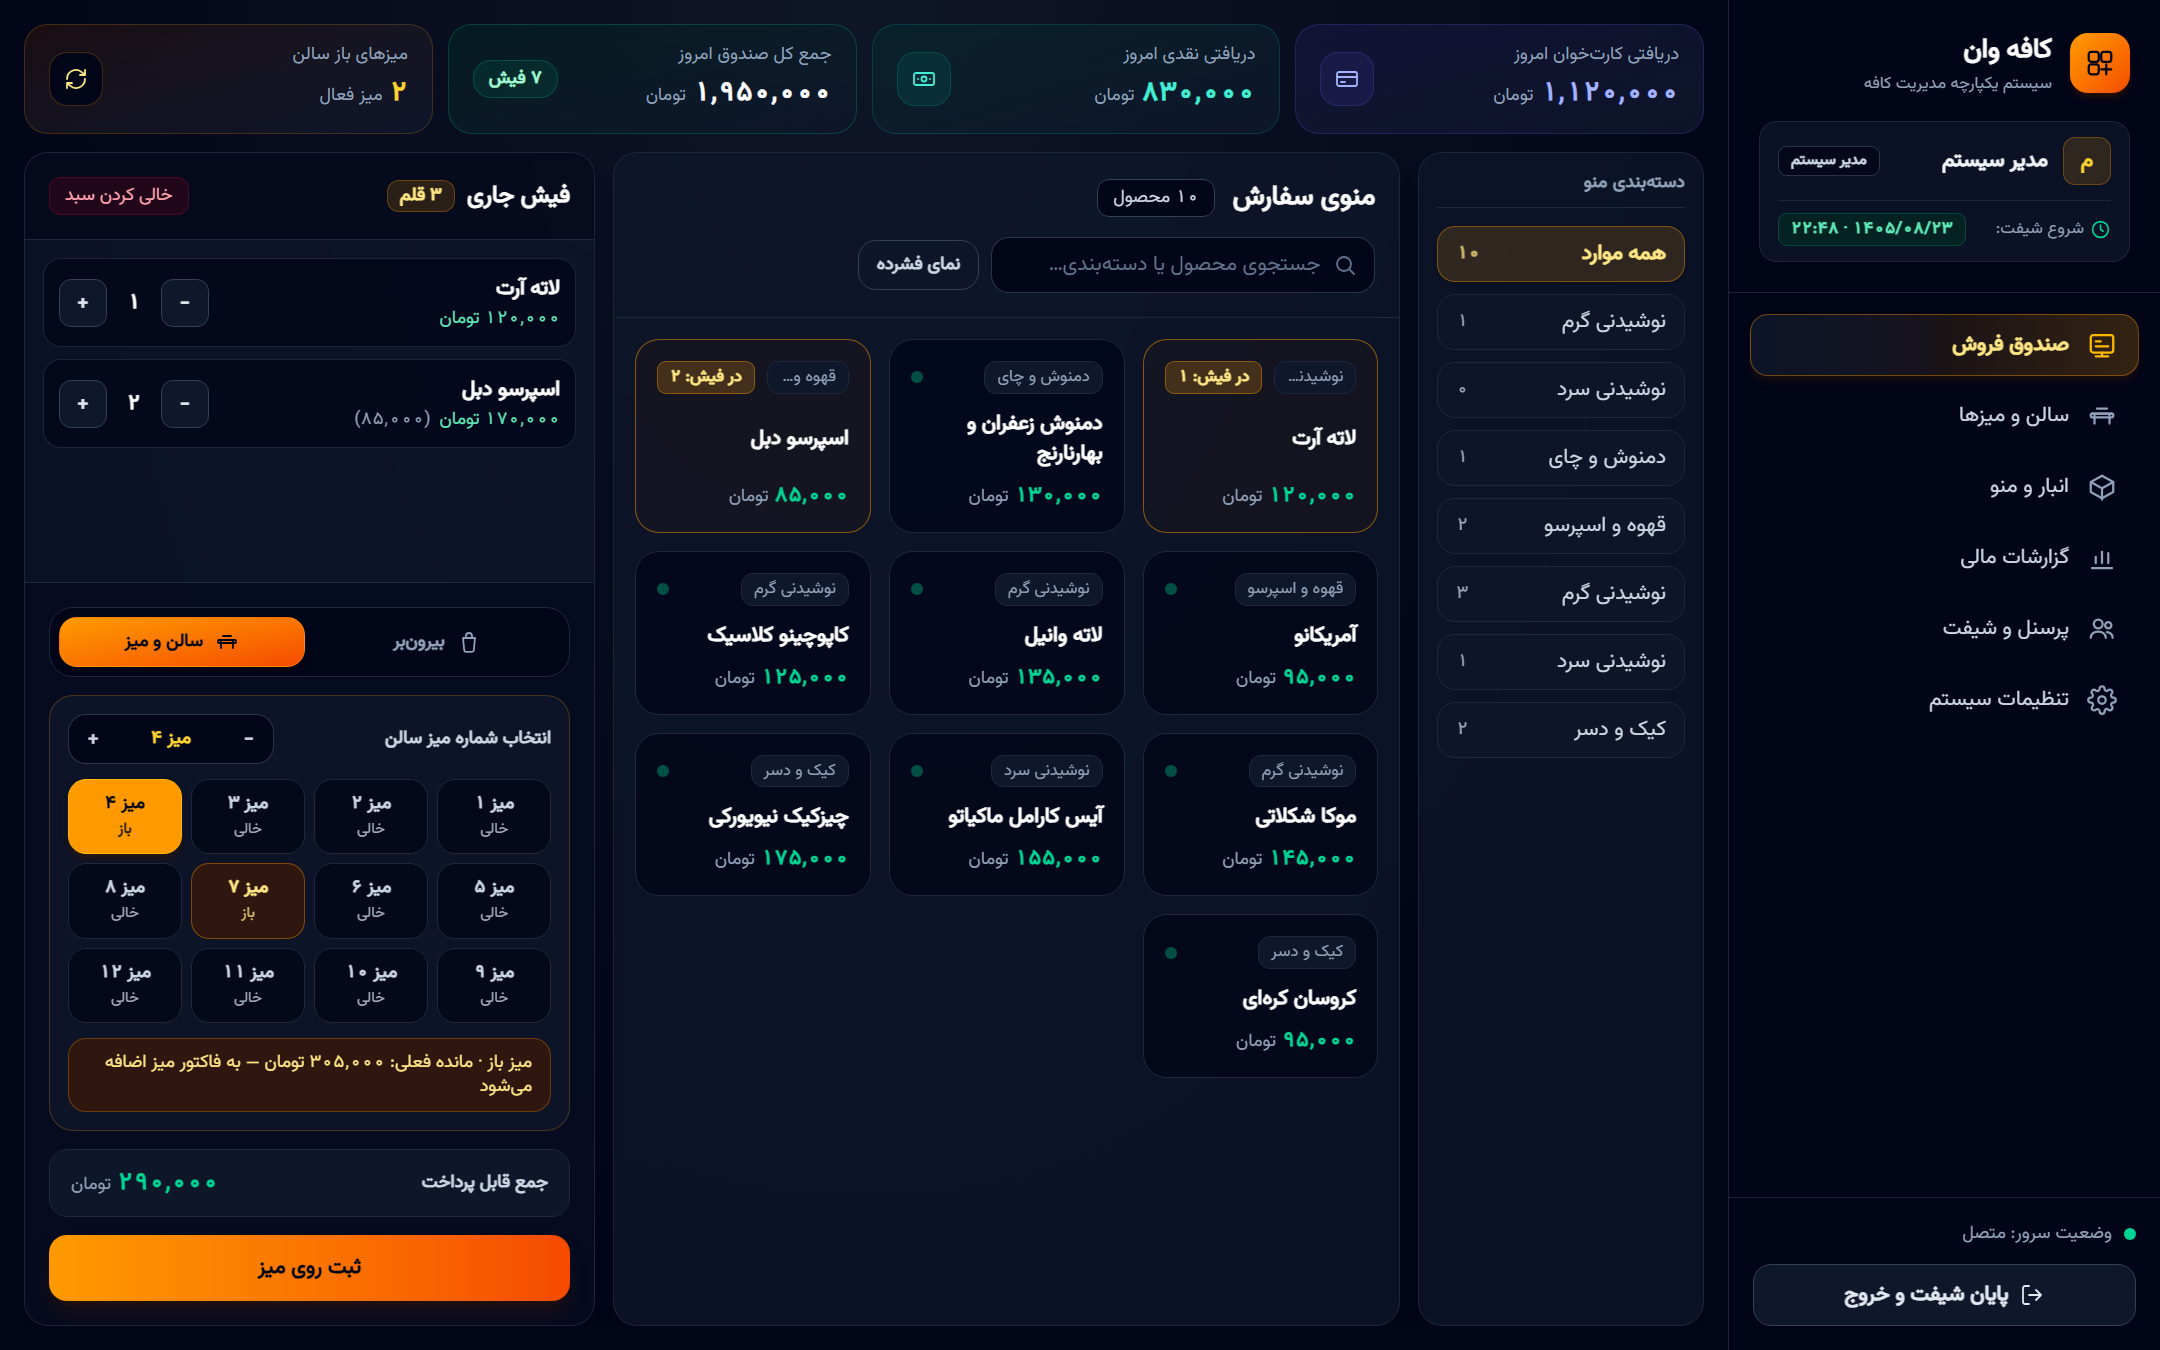 کافه وان
سیستم یکپارچه مدیریت کافه
م
مدیر سیستم
مدیر سیستم
شروع شیفت:
۱۴۰۵/۰۸/۲۳ · ۲۲:۴۸
صندوق فروش
سالن و میزها
انبار و منو
گزارشات مالی
پرسنل و شیفت
تنظیمات سیستم
وضعیت سرور: متصل
پایان شیفت و خروج
دریافتی کارت‌خوان امروز
۱,۱۲۰,۰۰۰ تومان
دریافتی نقدی امروز
۸۳۰,۰۰۰ تومان
جمع کل صندوق امروز
۱,۹۵۰,۰۰۰ تومان
۷ فیش
میزهای باز سالن
۲ میز فعال
دسته‌بندی منو
همه موارد ۱۰
نوشیدنی گرم ۱
نوشیدنی سرد ۰
دمنوش و چای ۱
قهوه و اسپرسو ۲
نوشیدنی گرم ۳
نوشیدنی سرد ۱
کیک و دسر ۲
منوی سفارش
۱۰ محصول
جستجوی محصول یا دسته‌بندی...
نمای فشرده
نوشیدنـ...
در فیش: ۱
لاته آرت
۱۲۰,۰۰۰ تومان
دمنوش و چای
دمنوش زعفران و
بهارنارنج
۱۳۰,۰۰۰ تومان
قهوه و...
در فیش: ۲
اسپرسو دبل
۸۵,۰۰۰ تومان
قهوه و اسپرسو
آمریکانو
۹۵,۰۰۰ تومان
نوشیدنی گرم
لاته وانیل
۱۳۵,۰۰۰ تومان
نوشیدنی گرم
کاپوچینو کلاسیک
۱۲۵,۰۰۰ تومان
نوشیدنی گرم
موکا شکلاتی
۱۴۵,۰۰۰ تومان
نوشیدنی سرد
آیس کارامل ماکیاتو
۱۵۵,۰۰۰ تومان
کیک و دسر
چیزکیک نیویورکی
۱۷۵,۰۰۰ تومان
کیک و دسر
کروسان کره‌ای
۹۵,۰۰۰ تومان
فیش جاری
۳ قلم
خالی کردن سبد
لاته آرت
۱۲۰,۰۰۰ تومان
- ۱ +
اسپرسو دبل
۱۷۰,۰۰۰ تومان (۸۵,۰۰۰)
- ۲ +
بیرون‌بر
سالن و میز
انتخاب شماره میز سالن
- میز ۴ +
میز ۱
خالی
میز ۲
خالی
میز ۳
خالی
میز ۴
باز
میز ۵
خالی
میز ۶
خالی
میز ۷
باز
میز ۸
خالی
میز ۹
خالی
میز ۱۰
خالی
میز ۱۱
خالی
میز ۱۲
خالی
میز باز · مانده فعلی: ۳۰۵,۰۰۰ تومان — به فاکتور میز اضافه
می‌شود
جمع قابل پرداخت
۲۹۰,۰۰۰ تومان
ثبت روی میز